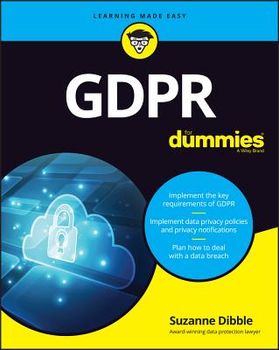 LEARNING MADE EASY
GDPR
for
dummies
A Wiley Brand
Implement the key
requirements of GDPR
Implement data privacy policies
and privacy notifications
Plan how to deal
with a data breach
Suzanne Dibble
Award-winning data protection lawyer